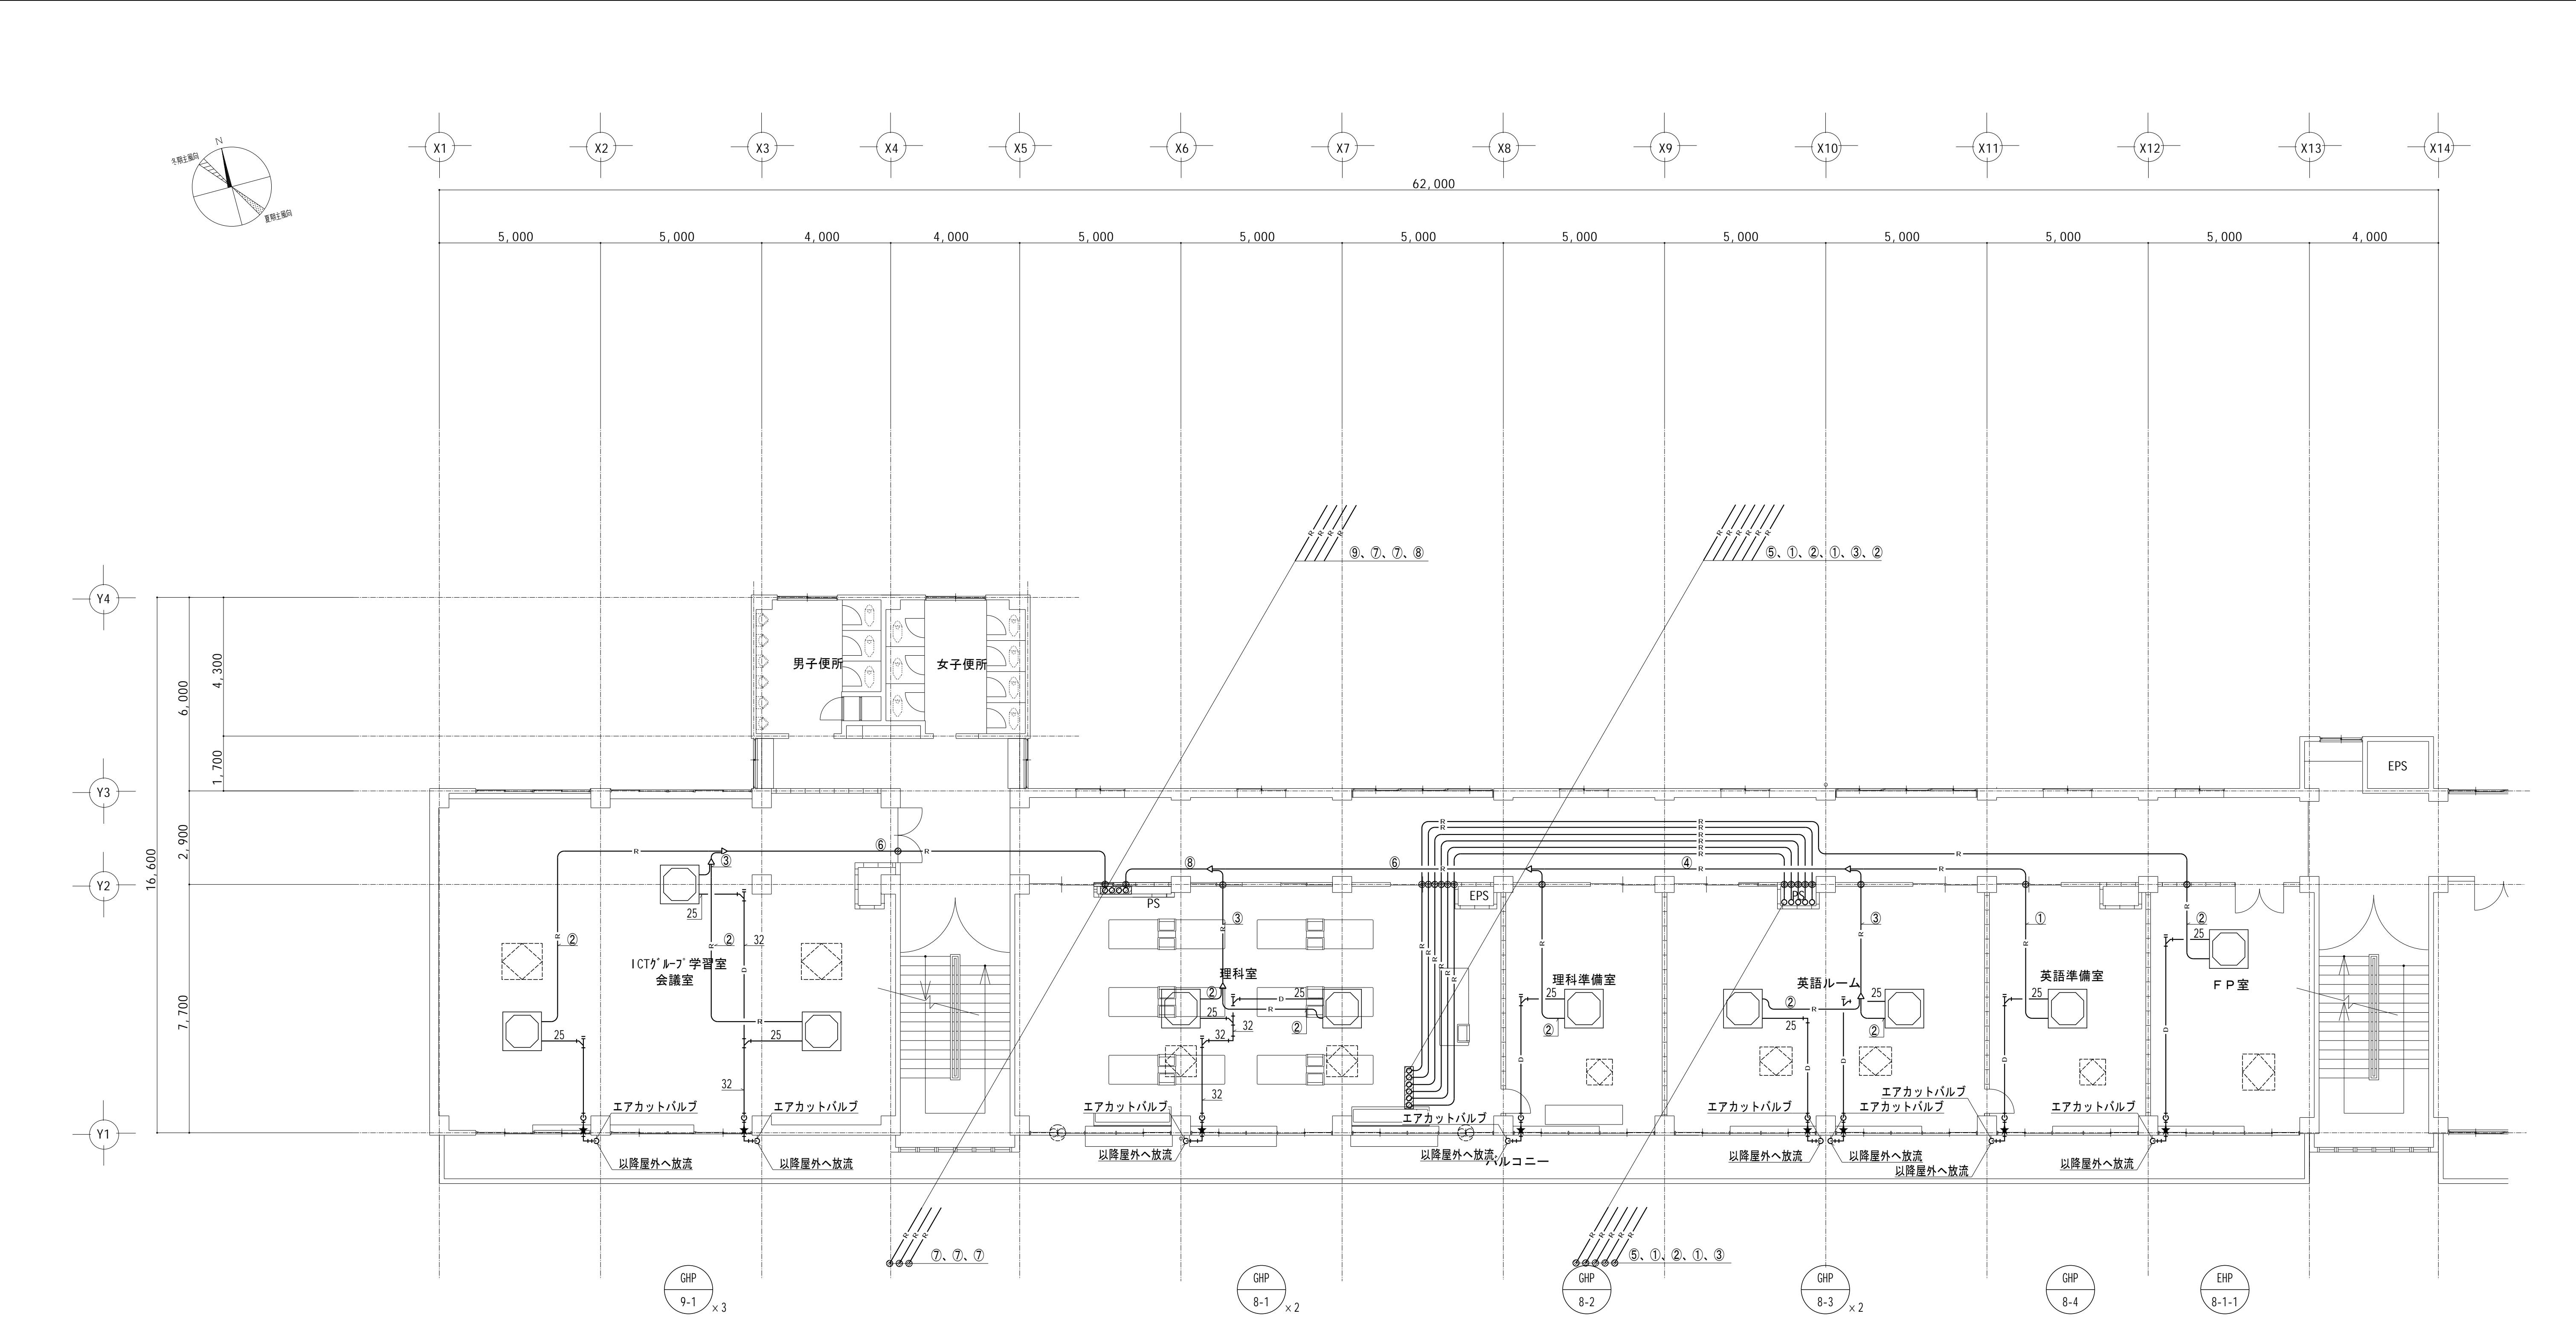 N
冬期主風向
夏期主風向
X1 X2 X3 X4 X5 X6 X7 X8 X9 X10 X11 X12 X13 X14
62,000
5,000 5,000 4,000 4,000 5,000 5,000 5,000 5,000 5,000 5,000 5,000 5,000 4,000
R R R R
⑨、⑦、⑦、⑧
R R R R R R
⑤、①、②、①、③、②
Y4
Y3
Y2
Y1
16,600
6,000
2,900
7,700
4,300
1,700
男子便所
女子便所
EPS
R ③ ⑥ R
⑧ ⑥ R ④ R R
R R
R R
R R
R R
R R
R R
R
PS
EPS
PS
25
② R
R ② 32
D
ICTグループ学習室
会議室
R
25
25
32
③
R
理科室
②
D 25
R
25
②
32
32
32
R R R R R R
R
理科準備室
25
②
D
英語ルーム
③
R
②
R
25
25
②
D
D
①
R
英語準備室
25
D
R
②
25
FP室
D
エアカットバルブ
エアカットバルブ
エアカットバルブ
エアカットバルブ
エアカットバルブ
エアカットバルブ
エアカットバルブ
エアカットバルブ
以降屋外へ放流
以降屋外へ放流
以降屋外へ放流
以降屋外へ放流
以降屋外へ放流
以降屋外へ放流
以降屋外へ放流
以降屋外へ放流
バルコニー
R R R
⑦、⑦、⑦
R R R R R
⑤、①、②、①、③
GHP
9-1
×3
GHP
8-1
×2
GHP
8-2
GHP
8-3
×2
GHP
8-4
EHP
8-1-1